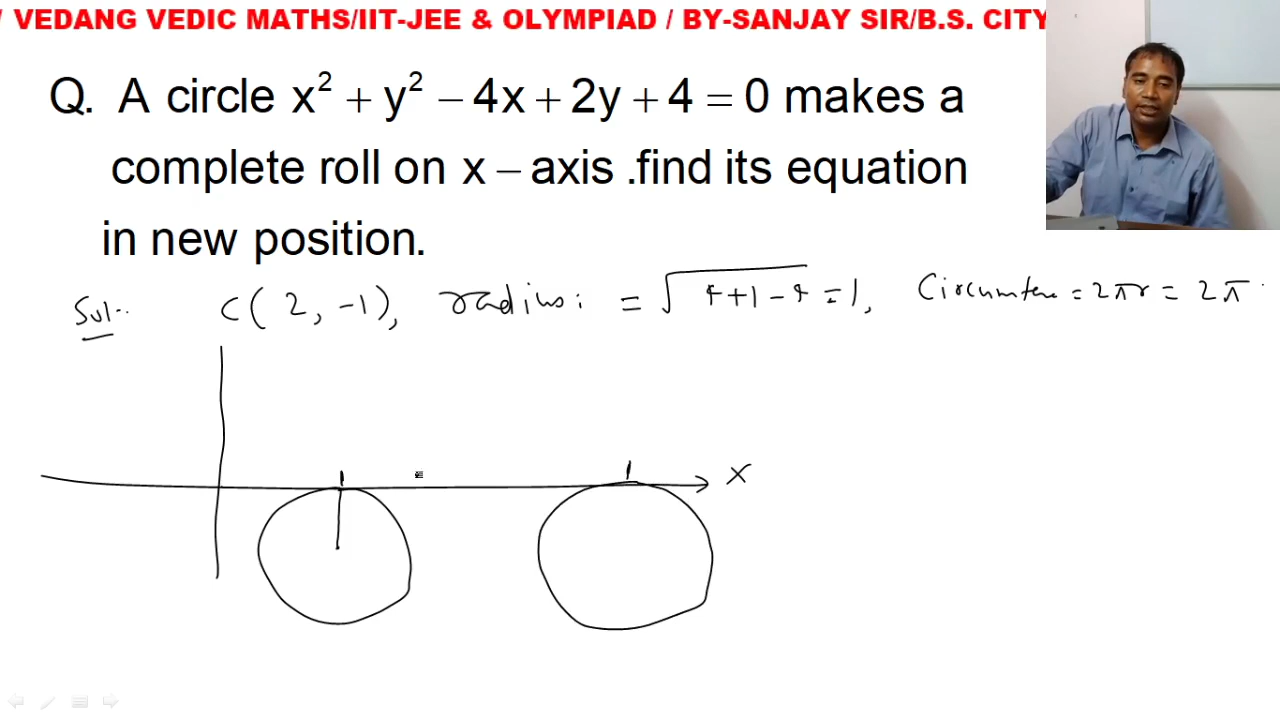 / VEDANG VEDIC MATHS/IIT-JEE & OLYMPIAD / BY-SANJAY SIR/B.S. CITY
Q. A circle x² + y² − 4x + 2y + 4 = 0 makes a
complete roll on x − axis .find its equation
in new position.
Sol:. C(2, -1), radius: = √4+1-4 = 1, = 2πr = 2π
X